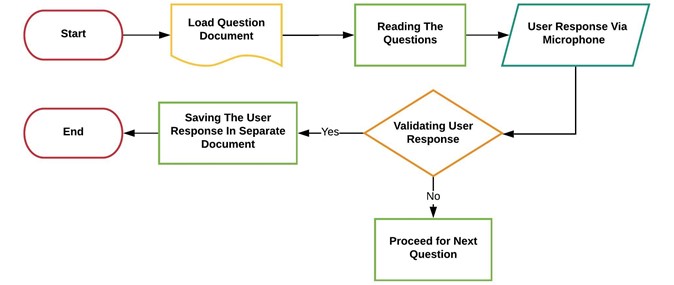 Start
Load Question
Document
Reading The
Questions
User Response Via
Microphone
End
Saving The User
Response In Separate
Document
Yes
Validating User
Response
No
Proceed for Next
Question